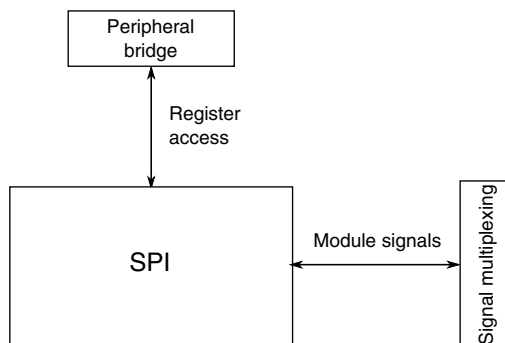 Peripheral
bridge
Register
access
SPI
Module signals
Signal multiplexing